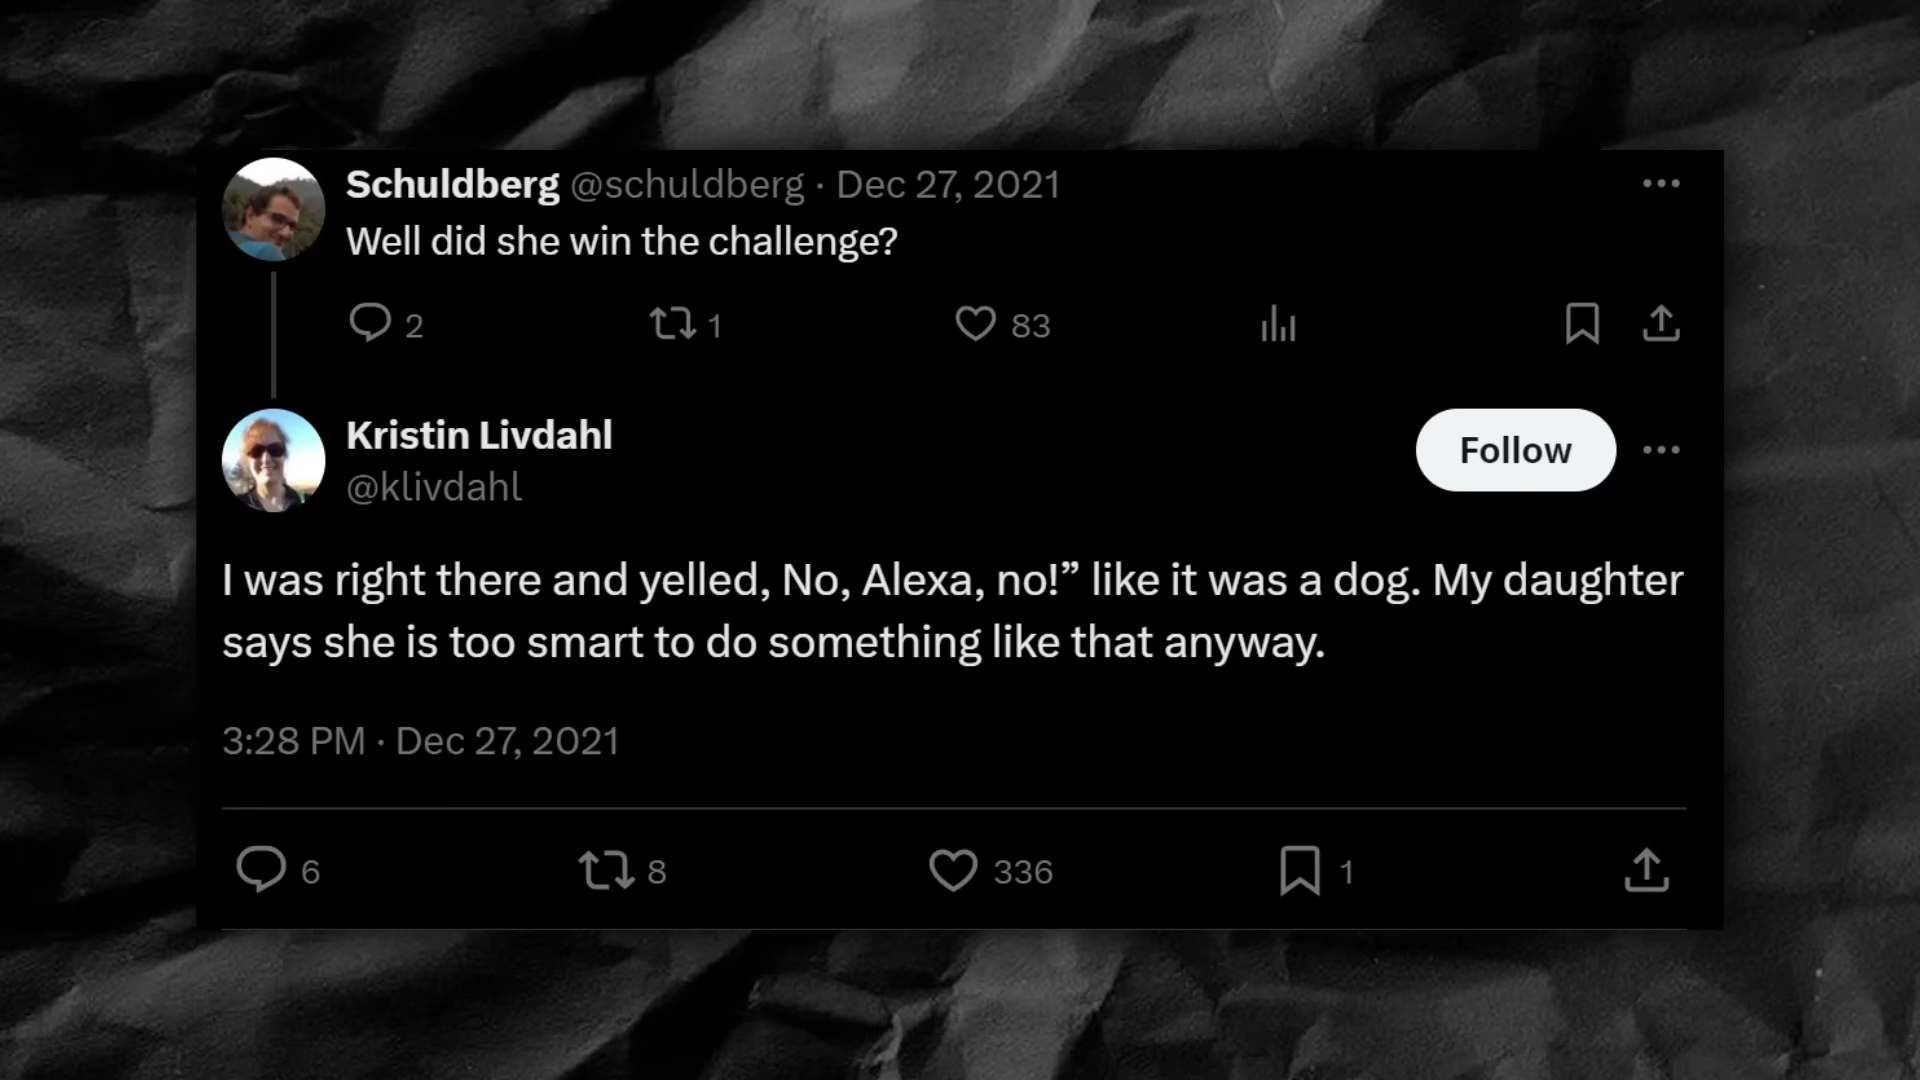 Schuldberg @schuldberg · Dec 27, 2021
Well did she win the challenge?
2 1 83
Kristin Livdahl
Follow
@klivdahl
I was right there and yelled, No, Alexa, no!” like it was a dog. My daughter
says she is too smart to do something like that anyway.
3:28 PM · Dec 27, 2021
6 8 336 1